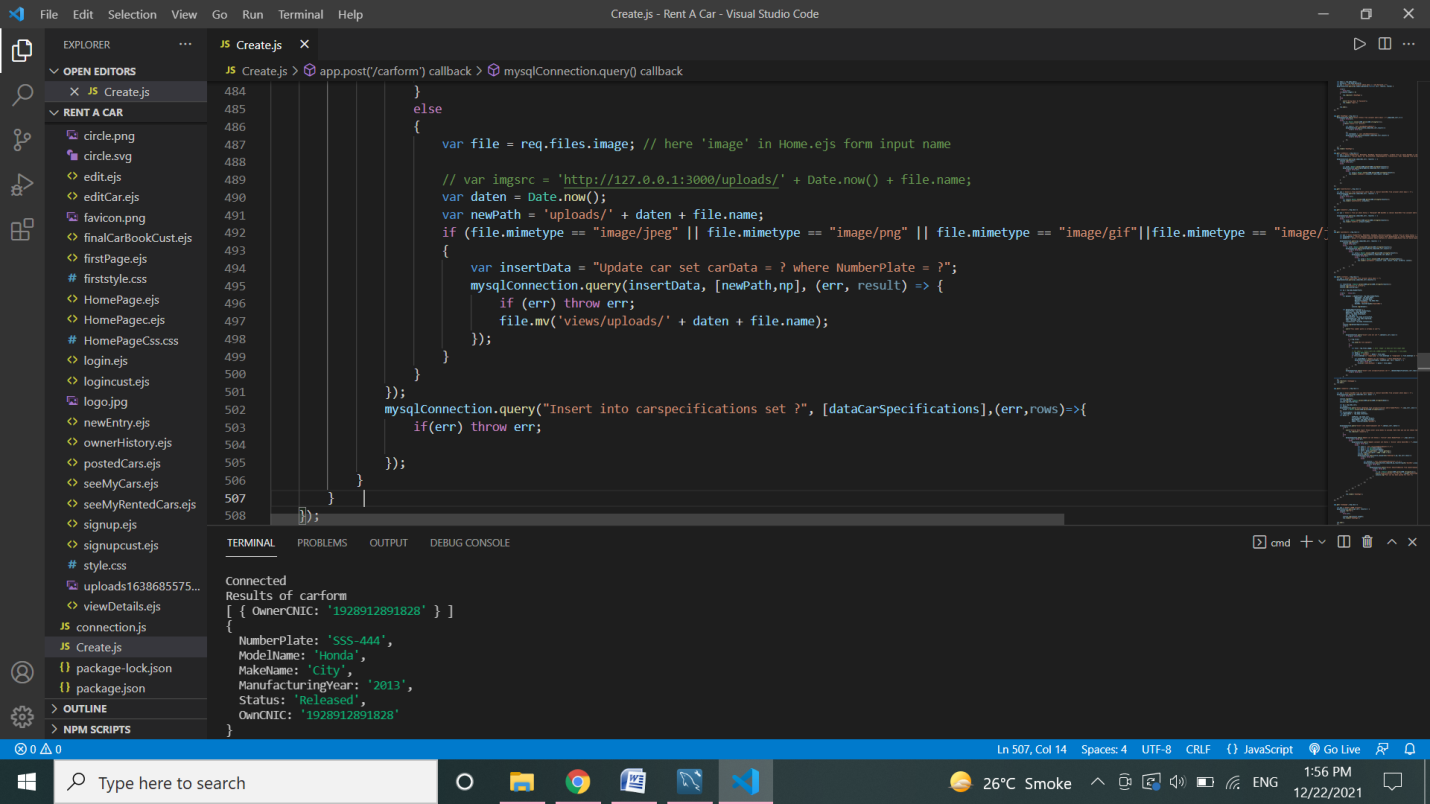 File Edit Selection View Go Run Terminal Help
Create.js - Rent A Car - Visual Studio Code
EXPLORER
OPEN EDITORS
JS Create.js
RENT A CAR
circle.png
circle.svg
edit.ejs
editCar.ejs
favicon.png
finalCarBookCust.ejs
firstPage.ejs
firststyle.css
HomePage.ejs
HomePagec.ejs
HomePageCss.css
login.ejs
logincust.ejs
logo.jpg
newEntry.ejs
ownerHistory.ejs
postedCars.ejs
seeMyCars.ejs
seeMyRentedCars.ejs
signup.ejs
signupcust.ejs
style.css
uploads1638685575...
viewDetails.ejs
JS connection.js
JS Create.js
{} package-lock.json
{} package.json
OUTLINE
NPM SCRIPTS
JS Create.js
JS Create.js > app.post('/carform') callback > mysqlConnection.query() callback
484 }
485 else
486 {
487 var file = req.files.image; // here 'image' in Home.ejs form input name
488
489 // var imgsrc = 'http://127.0.0.1:3000/uploads/' + Date.now() + file.name;
490 var daten = Date.now();
491 var newPath = 'uploads/' + daten + file.name;
492 if (file.mimetype == "image/jpeg" || file.mimetype == "image/png" || file.mimetype == "image/gif"||file.mimetype == "image/j
493 {
494 var insertData = "Update car set carData = ? where NumberPlate = ?";
495 mysqlConnection.query(insertData, [newPath,np], (err, result) => {
496 if (err) throw err;
497 file.mv('views/uploads/' + daten + file.name);
498 });
499 }
500 }
501 });
502 mysqlConnection.query("Insert into carspecifications set ?", [dataCarSpecifications],(err,rows)=>{
503 if(err) throw err;
504
505 });
506 }
507 }
508 });
TERMINAL PROBLEMS OUTPUT DEBUG CONSOLE
cmd
Connected
Results of carform
[ { OwnerCNIC: '1928912891828' } ]
{
NumberPlate: 'SSS-444',
ModelName: 'Honda',
MakeName: 'City',
ManufacturingYear: '2013',
Status: 'Released',
OwnCNIC: '1928912891828'
}
0 0
Ln 507, Col 14 Spaces: 4 UTF-8 CRLF {} JavaScript Go Live
Type here to search
26°C Smoke
ENG
1:56 PM
12/22/2021